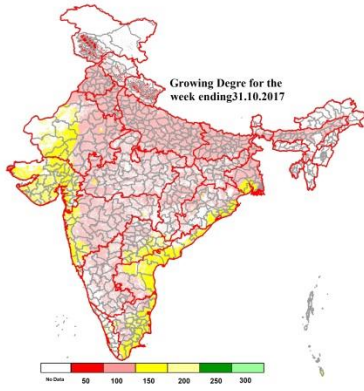 Growing Degre for the
week ending31.10.2017
No Data 50 100 150 200 250 300